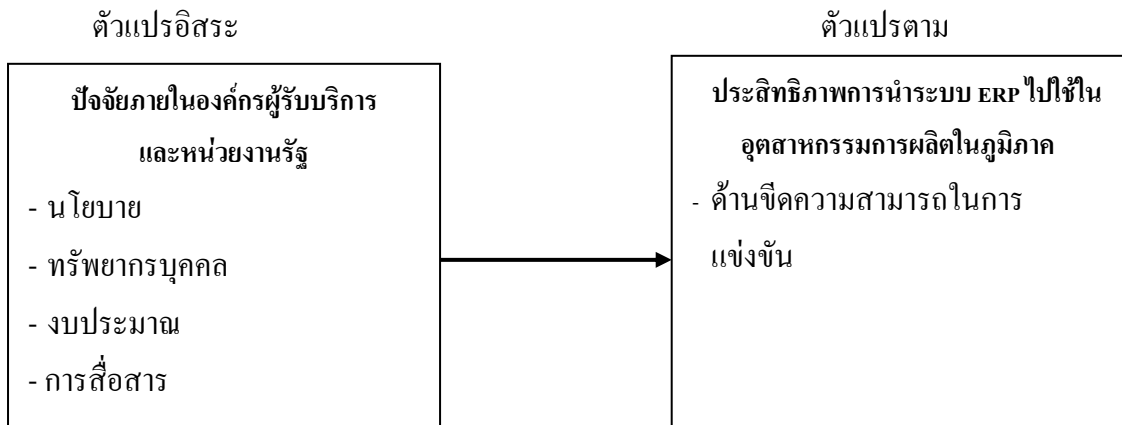 ตัวแปรอิสระ
ตัวแปรตาม
ปัจจัยภายในองค์กรผู้รับบริการ
และหน่วยงานรัฐ
- นโยบาย
- ทรัพยากรบุคคล
- งบประมาณ
- การสื่อสาร
ประสิทธิภาพการนำระบบ ERP ไปใช้ใน
อุตสาหกรรมการผลิตในภูมิภาค
- ด้านขีดความสามารถในการ
แข่งขัน